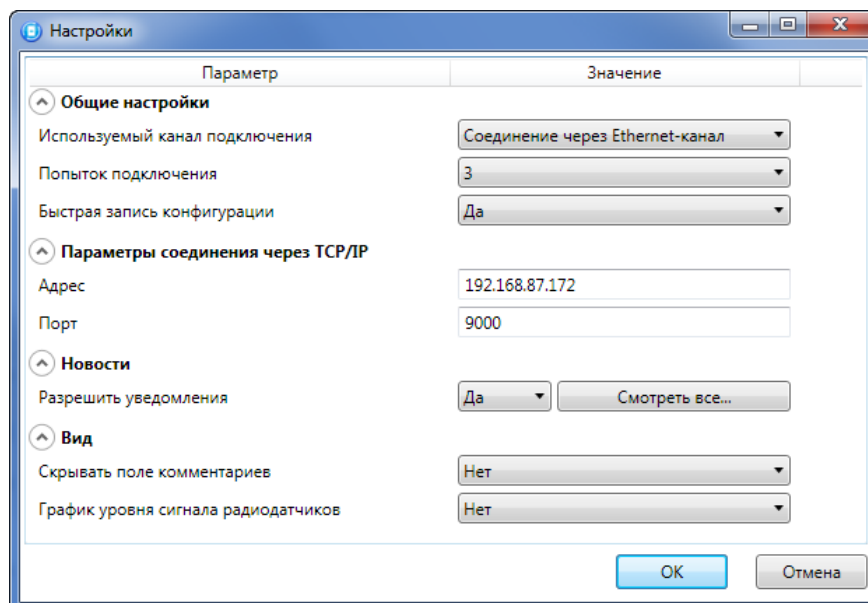 Настройки
Параметр Значение
Общие настройки
Используемый канал подключения Соединение через Ethernet-канал
Попыток подключения 3
Быстрая запись конфигурации Да
Параметры соединения через TCP/IP
Адрес 192.168.87.172
Порт 9000
Новости
Разрешить уведомления Да Смотреть все...
Вид
Скрывать поле комментариев Нет
График уровня сигнала радиодатчиков Нет
OK Отмена